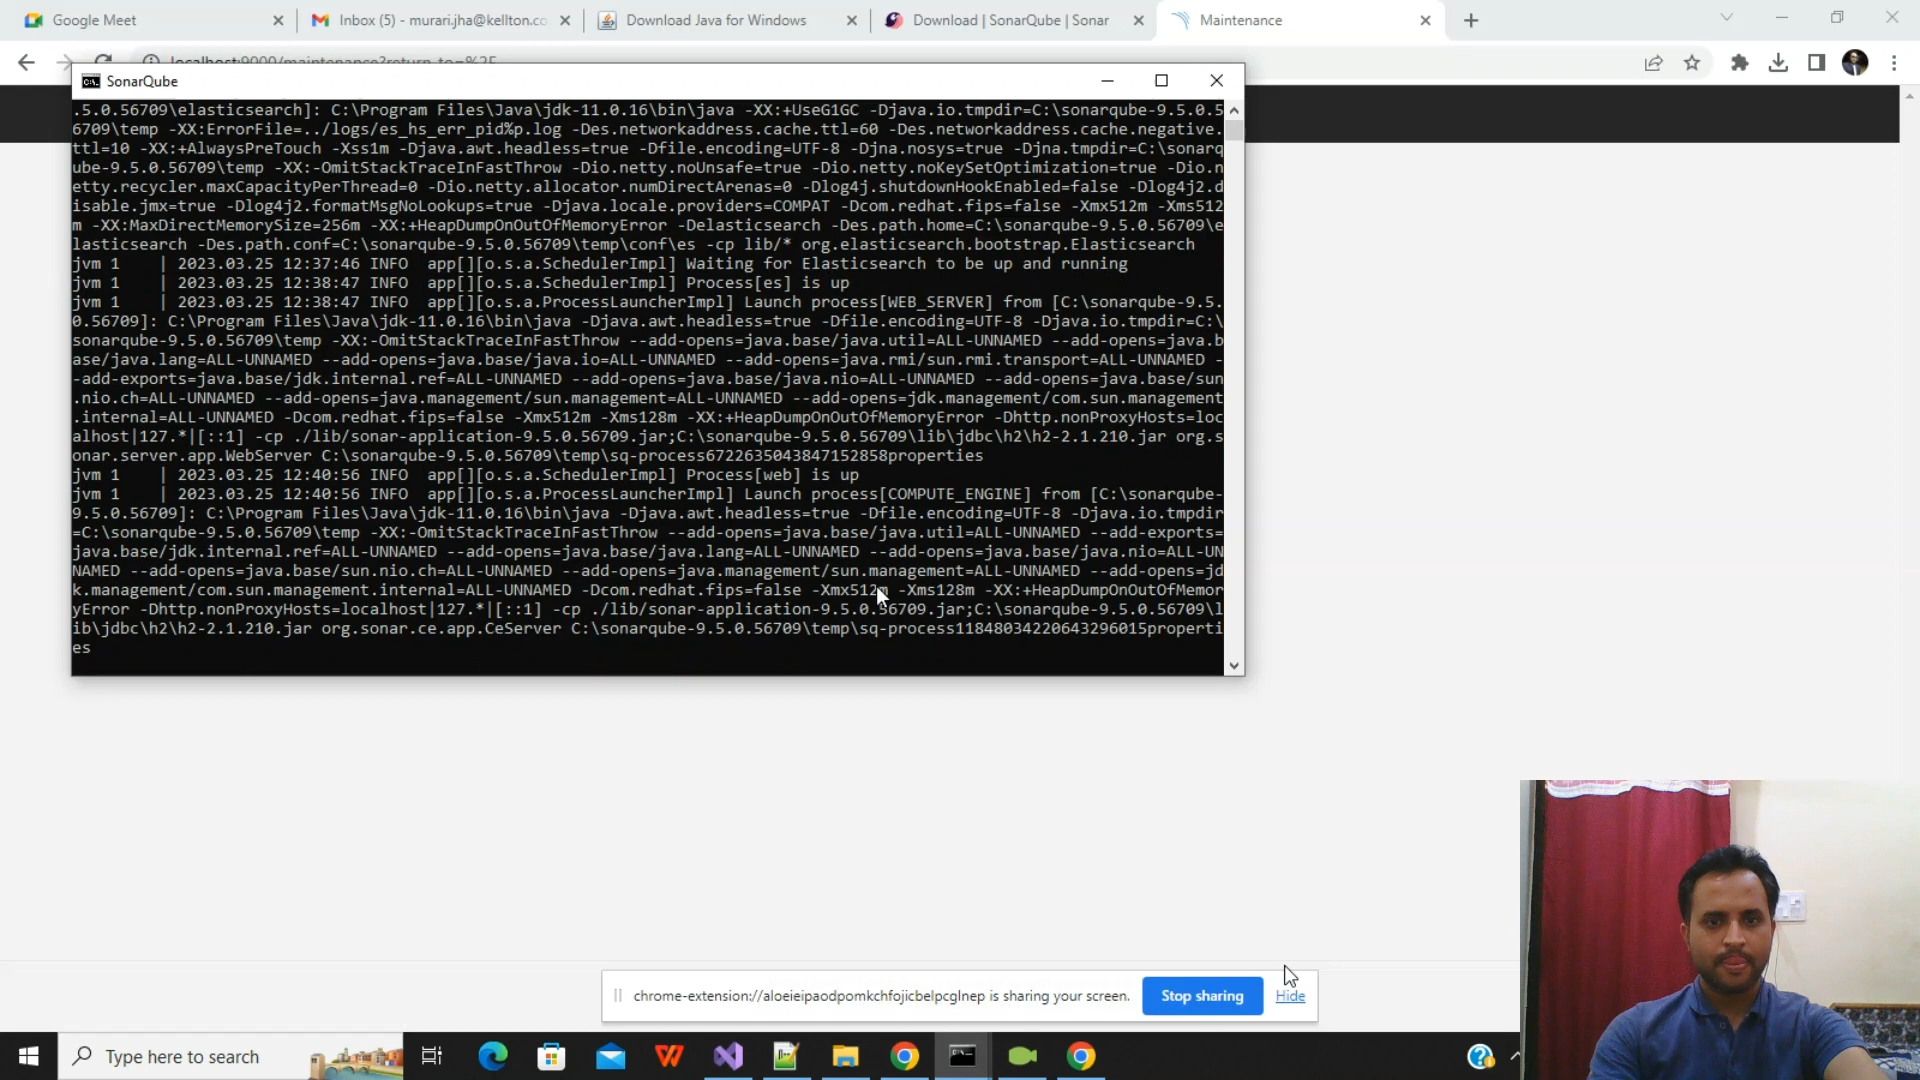 Google Meet
Inbox (5) - murari.jha@kellton.co
Download Java for Windows
Download | SonarQube | Sonar
Maintenance
SonarQube
.5.0.56709\elasticsearch]: C:\Program Files\Java\jdk-11.0.16\bin\java -XX:+UseG1GC -Djava.io.tmpdir=C:\sonarqube-9.5.0.5
6709\temp -XX:ErrorFile=../logs/es_hs_err_pid%p.log -Des.networkaddress.cache.ttl=60 -Des.networkaddress.cache.negative.
ttl=10 -XX:+AlwaysPreTouch -Xss1m -Djava.awt.headless=true -Dfile.encoding=UTF-8 -Djna.nosys=true -Djna.tmpdir=C:\sonarq
ube-9.5.0.56709\temp -XX:-OmitStackTraceInFastThrow -Dio.netty.noUnsafe=true -Dio.netty.noKeySetOptimization=true -Dio.n
etty.recycler.maxCapacityPerThread=0 -Dio.netty.allocator.numDirectArenas=0 -Dlog4j.shutdownHookEnabled=false -Dlog4j2.d
isable.jmx=true -Dlog4j2.formatMsgNoLookups=true -Djava.locale.providers=COMPAT -Dcom.redhat.fips=false -Xmx512m -Xms512
m -XX:MaxDirectMemorySize=256m -XX:+HeapDumpOnOutOfMemoryError -Delasticsearch -Des.path.home=C:\sonarqube-9.5.0.56709\e
lasticsearch -Des.path.conf=C:\sonarqube-9.5.0.56709\temp\conf\es -cp lib/* org.elasticsearch.bootstrap.Elasticsearch
jvm 1    | 2023.03.25 12:37:46 INFO  app[][o.s.a.SchedulerImpl] Waiting for Elasticsearch to be up and running
jvm 1    | 2023.03.25 12:38:47 INFO  app[][o.s.a.SchedulerImpl] Process[es] is up
jvm 1    | 2023.03.25 12:38:47 INFO  app[][o.s.a.ProcessLauncherImpl] Launch process[WEB_SERVER] from [C:\sonarqube-9.5.
0.56709]: C:\Program Files\Java\jdk-11.0.16\bin\java -Djava.awt.headless=true -Dfile.encoding=UTF-8 -Djava.io.tmpdir=C:\
sonarqube-9.5.0.56709\temp -XX:-OmitStackTraceInFastThrow --add-opens=java.base/java.util=ALL-UNNAMED --add-opens=java.b
ase/java.lang=ALL-UNNAMED --add-opens=java.base/java.io=ALL-UNNAMED --add-opens=java.rmi/sun.rmi.transport=ALL-UNNAMED -
-add-exports=java.base/jdk.internal.ref=ALL-UNNAMED --add-opens=java.base/java.nio=ALL-UNNAMED --add-opens=java.base/sun
.nio.ch=ALL-UNNAMED --add-opens=java.management/sun.management=ALL-UNNAMED --add-opens=jdk.management/com.sun.management
.internal=ALL-UNNAMED -Dcom.redhat.fips=false -Xmx512m -Xms128m -XX:+HeapDumpOnOutOfMemoryError -Dhttp.nonProxyHosts=loc
alhost|127.*|[::1] -cp ./lib/sonar-application-9.5.0.56709.jar;C:\sonarqube-9.5.0.56709\lib\jdbc\h2\h2-2.1.210.jar org.s
onar.server.app.WebServer C:\sonarqube-9.5.0.56709\temp\sq-process6722635043847152858properties
jvm 1    | 2023.03.25 12:40:56 INFO  app[][o.s.a.SchedulerImpl] Process[web] is up
jvm 1    | 2023.03.25 12:40:56 INFO  app[][o.s.a.ProcessLauncherImpl] Launch process[COMPUTE_ENGINE] from [C:\sonarqube-
9.5.0.56709]: C:\Program Files\Java\jdk-11.0.16\bin\java -Djava.awt.headless=true -Dfile.encoding=UTF-8 -Djava.io.tmpdir
=C:\sonarqube-9.5.0.56709\temp -XX:-OmitStackTraceInFastThrow --add-opens=java.base/java.util=ALL-UNNAMED --add-exports=
java.base/jdk.internal.ref=ALL-UNNAMED --add-opens=java.base/java.lang=ALL-UNNAMED --add-opens=java.base/java.nio=ALL-UN
NAMED --add-opens=java.base/sun.nio.ch=ALL-UNNAMED --add-opens=java.management/sun.management=ALL-UNNAMED --add-opens=jd
k.management/com.sun.management.internal=ALL-UNNAMED -Dcom.redhat.fips=false -Xmx512m -Xms128m -XX:+HeapDumpOnOutOfMemor
yError -Dhttp.nonProxyHosts=localhost|127.*|[::1] -cp ./lib/sonar-application-9.5.0.56709.jar;C:\sonarqube-9.5.0.56709\l
ib\jdbc\h2\h2-2.1.210.jar org.sonar.ce.app.CeServer C:\sonarqube-9.5.0.56709\temp\sq-process11848034220643296015properti
es
chrome-extension://aloeieipaodpomkchfojicbelpcglnep is sharing your screen.
Stop sharing
Hide
Type here to search